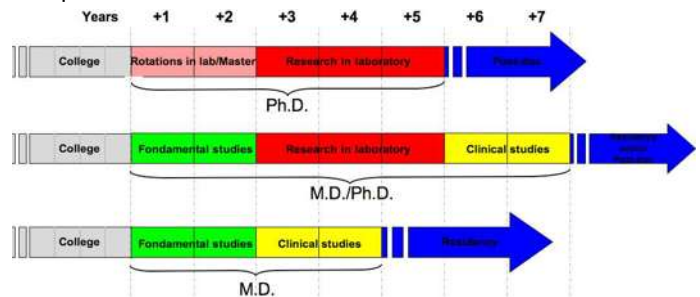 Years +1 +2 +3 +4 +5 +6 +7
College Rotations in lab/Master Research in laboratory Post-doc
Ph.D.
College Fondamental studies Research in laboratory Clinical studies
M.D./Ph.D.
College Fondamental studies Clinical studies Residency
M.D.